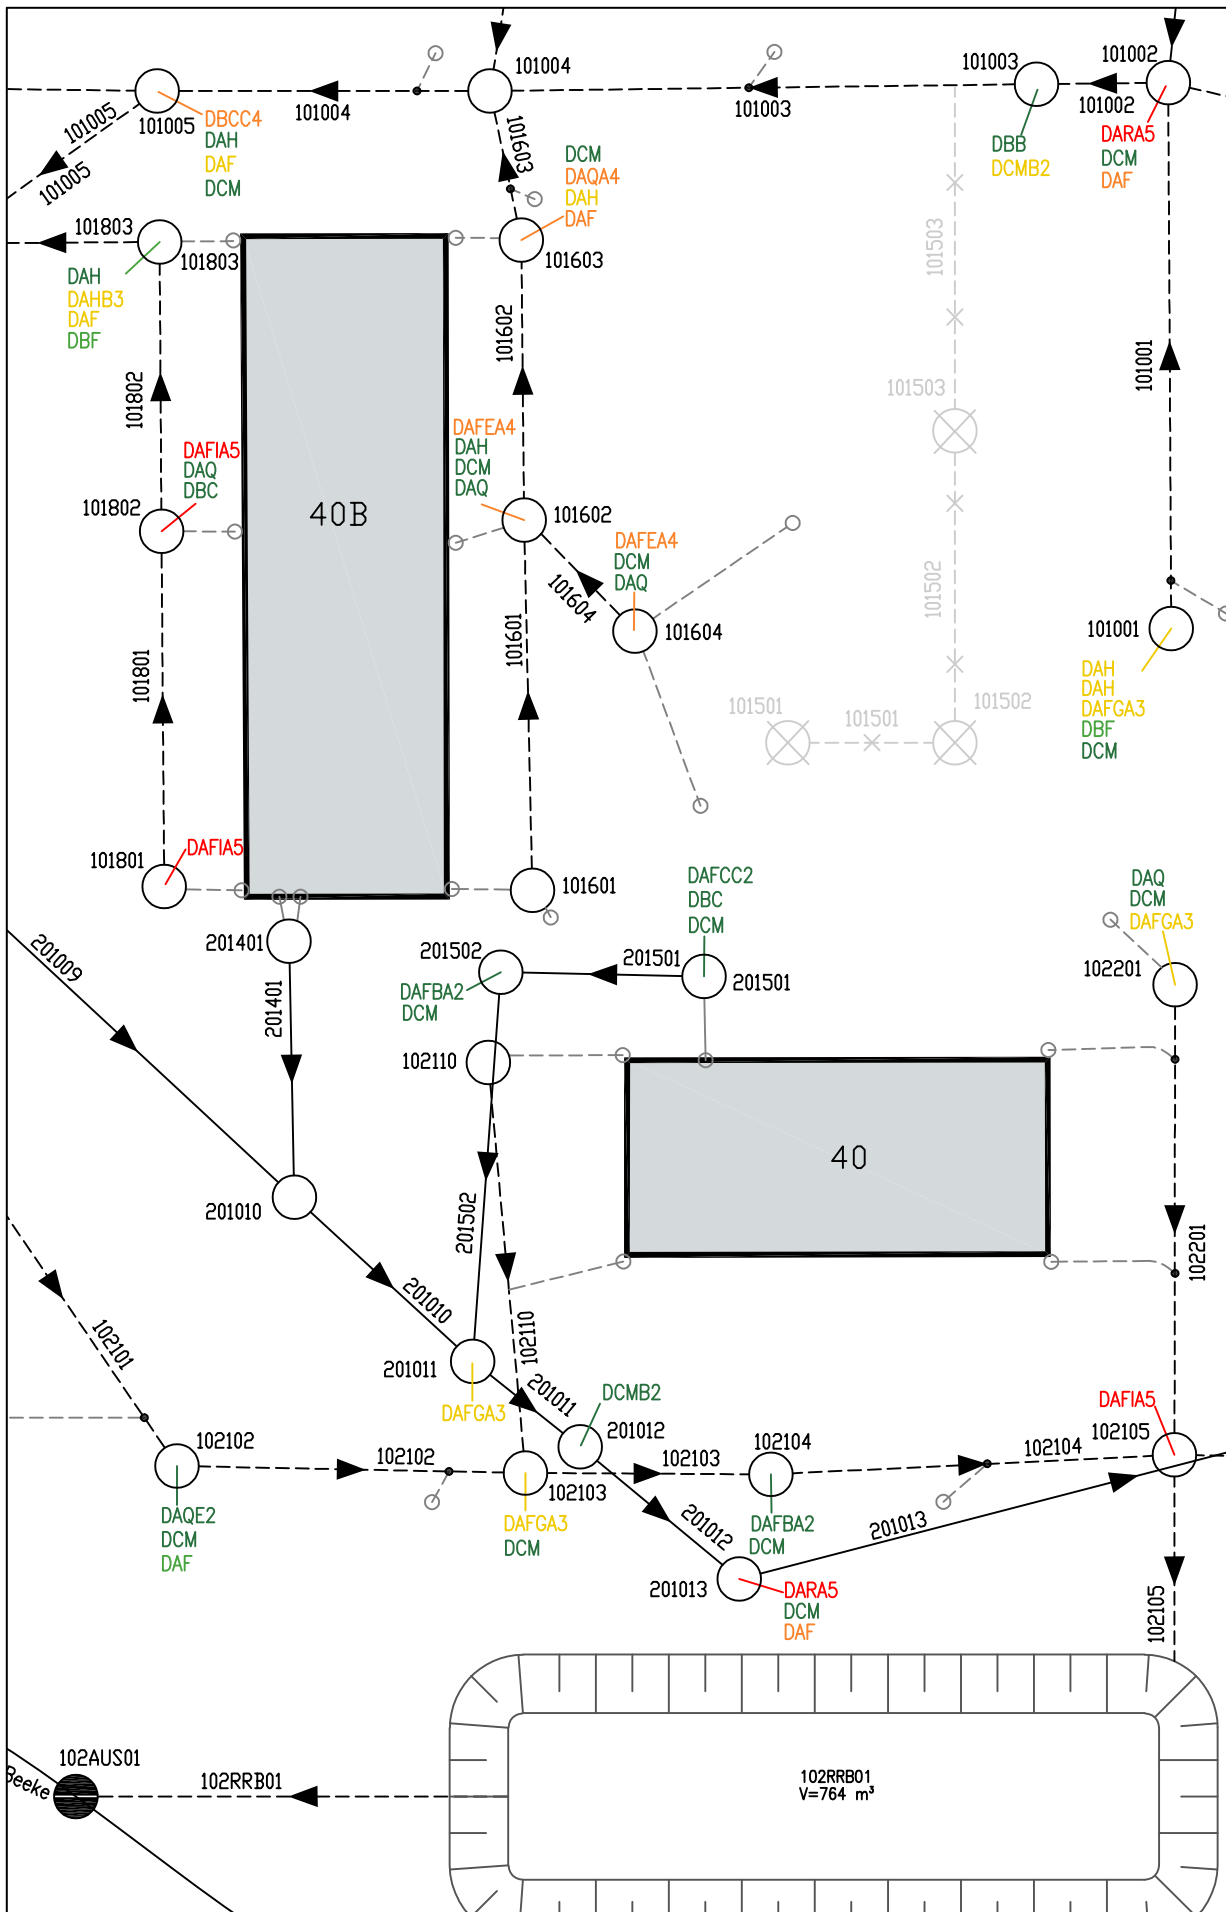 101004
101003
101002
101005
101005
101005
DBCC4
DAH
DAF
DCM
101004
101603
101003
101002
DBB
DCMB2
DARA5
DCM
DAF
DCM
DAQA4
DAH
DAF
101803
101803
101603
DAH
DAHB3
DAF
DBF
101503
101602
101001
101802
101503
DAFIA5
DAQ
DBC
101802
DAFEA4
DAH
DCM
DAQ
40B
101602
DAFEA4
DCM
DAQ
101604
101604
101502
101601
101001
101801
DAH
DAH
DAFGA3
DBF
DCM
101501
101501
101502
101801
DAFIA5
101601
DAFCC2
DBC
DCM
DAQ
DCM
DAFGA3
201009
201401
201502
201501
201501
102201
DAFBA2
DCM
201401
102110
40
201010
201502
102201
201010
102110
102101
201011
DAFGA3
201011
DCMB2
201012
DAFIA5
102105
102102
102102
102103
102103
102104
102104
DAQE2
DCM
DAF
DAFGA3
DCM
201012
DAFBA2
DCM
201013
201013
DARA5
DCM
DAF
102105
102AUS01
Beeke
102RRB01
102RRB01
V=764 m³